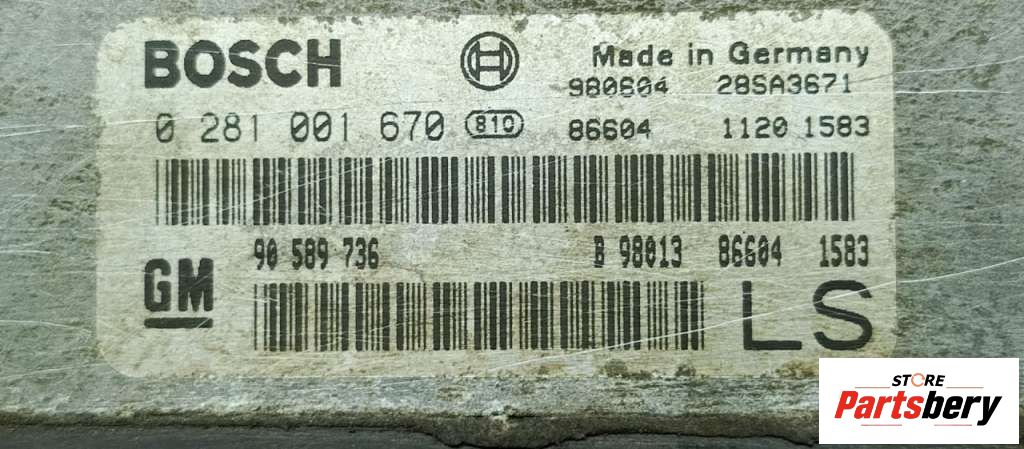 BOSCH Made in Germany
980604 28SA3671
0 281 001 670 810 86604 1120 1583
90 589 736 B 98013 86604 1583
GM LS
STORE
Partsbery